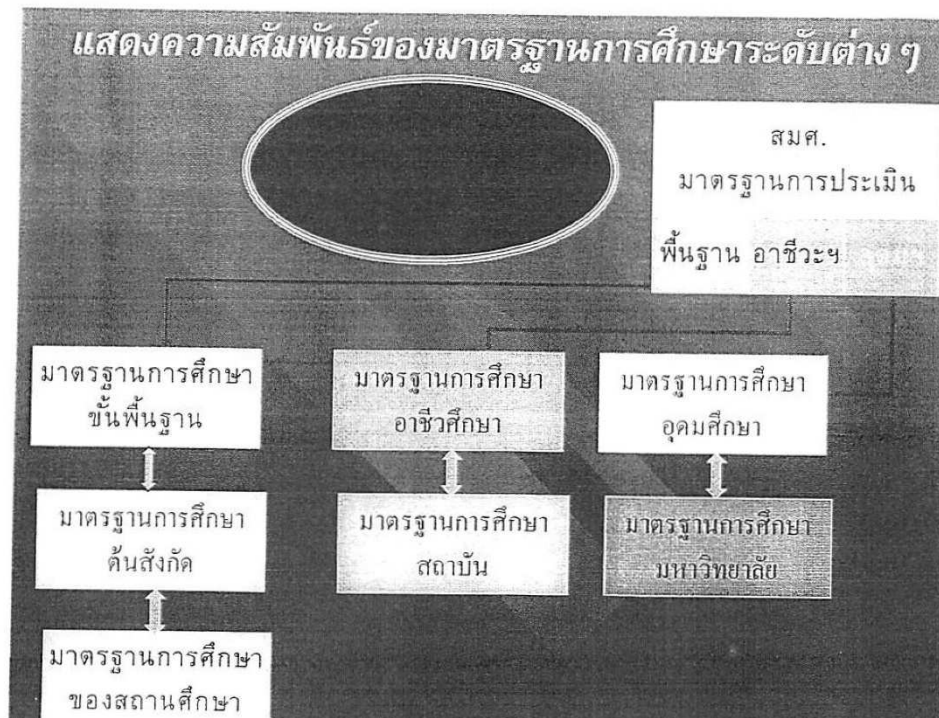 แสดงความสัมพันธ์ของมาตรฐานการศึกษาระดับต่าง ๆ
สมศ.
มาตรฐานการประเมิน
พื้นฐาน อาชีวะฯ
มาตรฐานการศึกษา
ขั้นพื้นฐาน
มาตรฐานการศึกษา
อาชีวศึกษา
มาตรฐานการศึกษา
อุดมศึกษา
มาตรฐานการศึกษา
ต้นสังกัด
มาตรฐานการศึกษา
สถาบัน
มาตรฐานการศึกษา
มหาวิทยาลัย
มาตรฐานการศึกษา
ของสถานศึกษา